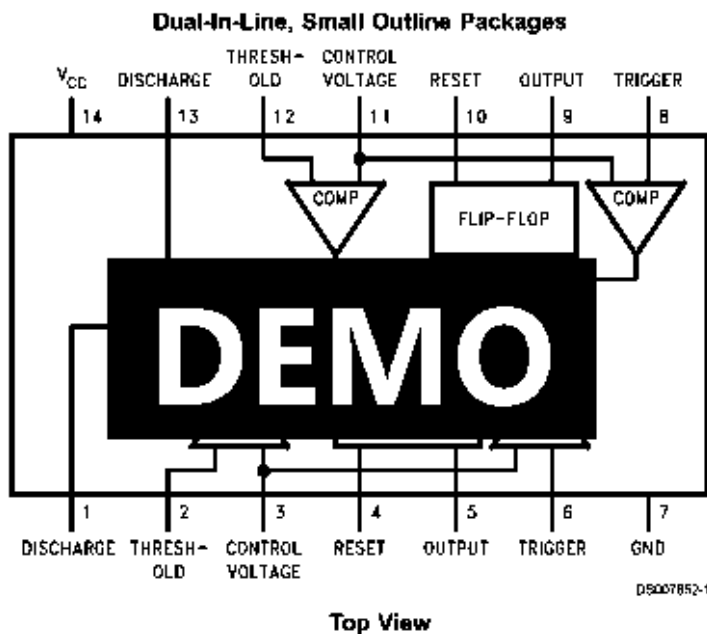 Dual-In-Line, Small Outline Packages
VCC DISCHARGE THRESH-OLD CONTROL VOLTAGE RESET OUTPUT TRIGGER
14 13 12 11 10 9 8
COMP FLIP-FLOP COMP
DEMO
1 2 3 4 5 6 7
DISCHARGE THRESH-OLD CONTROL VOLTAGE RESET OUTPUT TRIGGER GND
DS007852-1
Top View